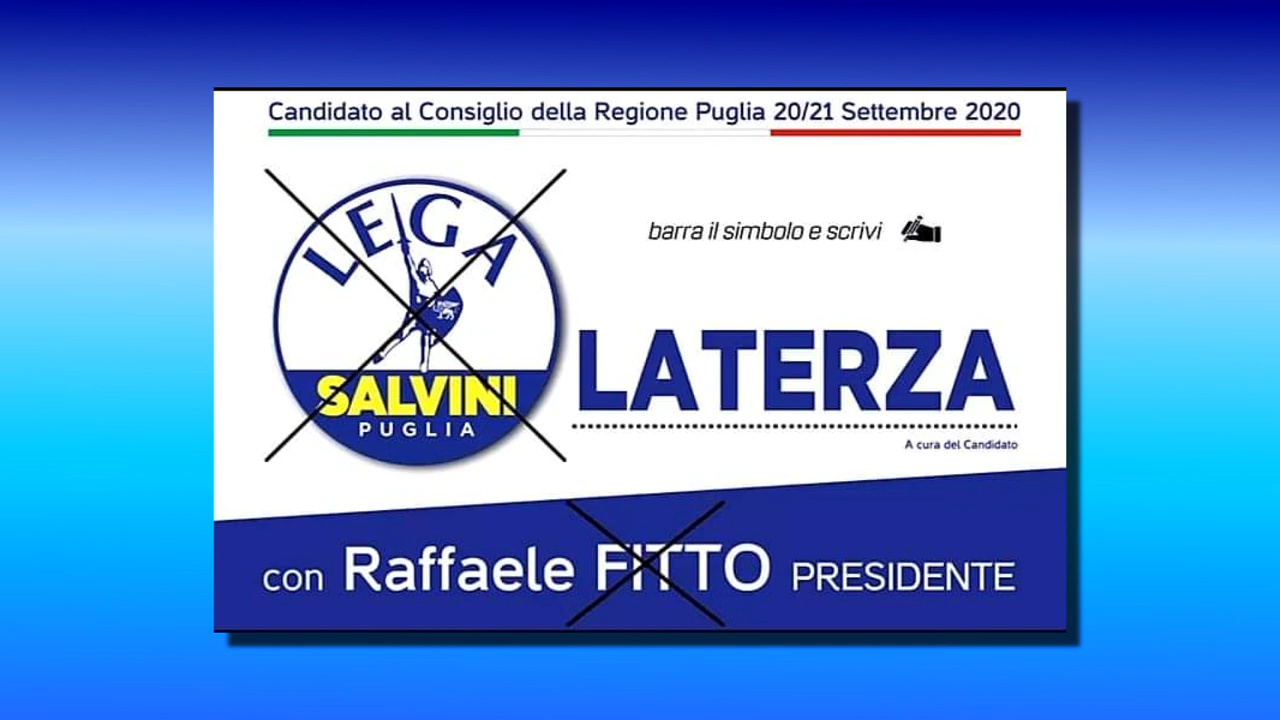 Candidato al Consiglio della Regione Puglia 20/21 Settembre 2020
LEGA
SALVINI
PUGLIA
barra il simbolo e scrivi
LATERZA
A cura del Candidato
con Raffaele FITTO PRESIDENTE